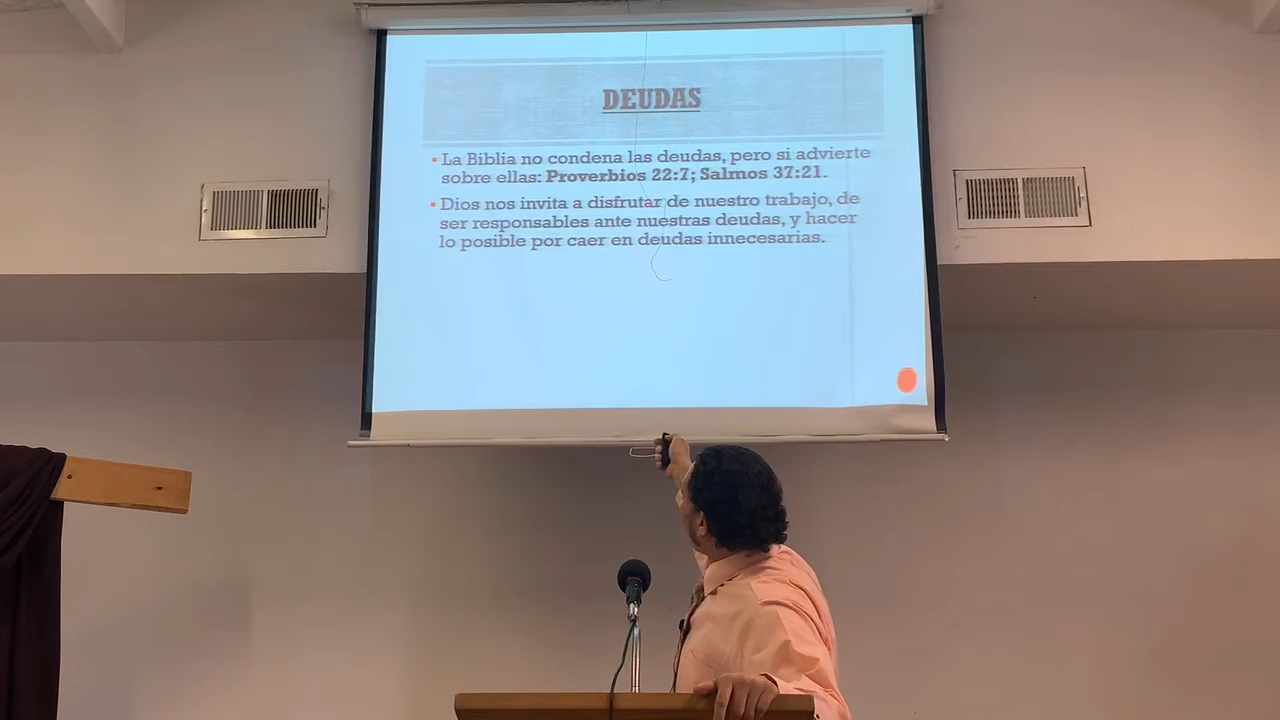 DEUDAS
La Biblia no condena las deudas, pero si advierte
sobre ellas: Proverbios 22:7; Salmos 37:21.
Dios nos invita a disfrutar de nuestro trabajo, de
ser responsables ante nuestras deudas, y hacer
lo posible por caer en deudas innecesarias.